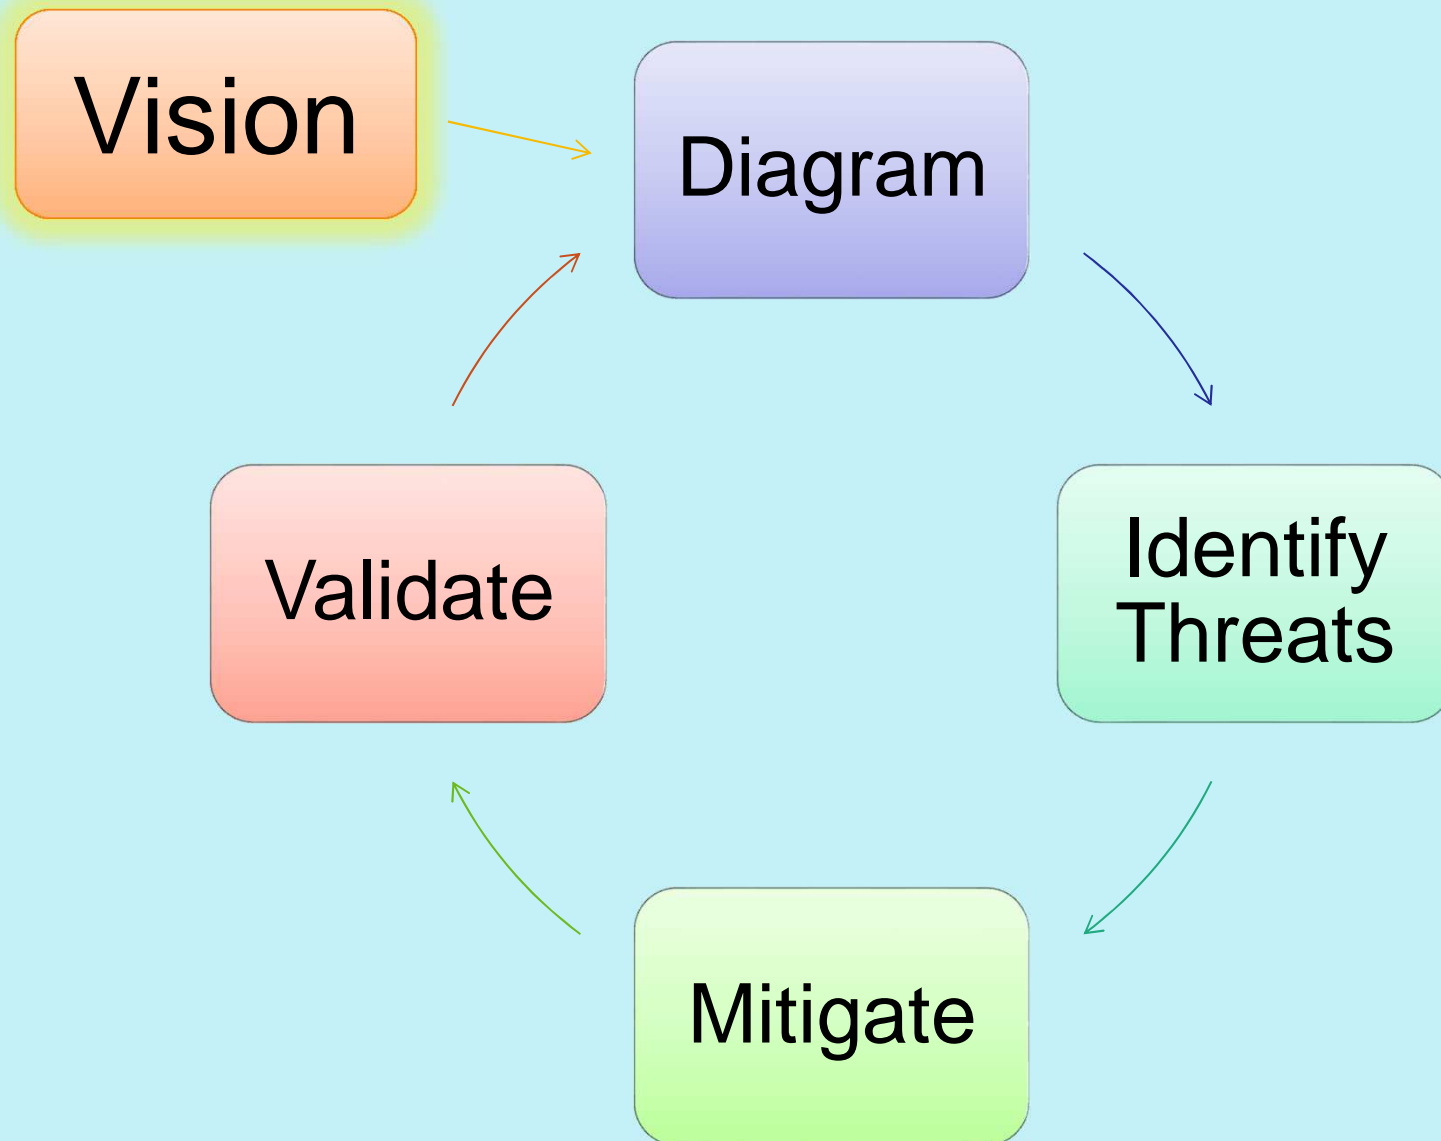 Vision
Diagram
Identify
Threats
Mitigate
Validate